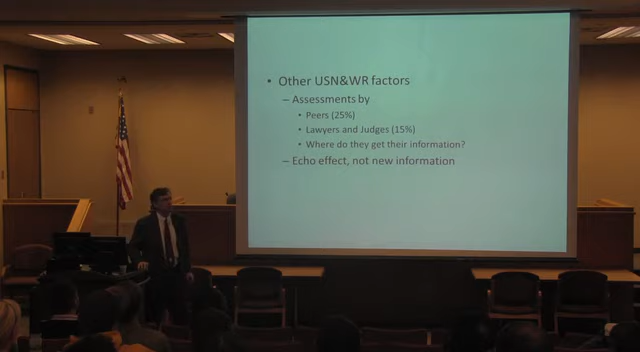 • Other USN&WR factors
– Assessments by
• Peers (25%)
• Lawyers and Judges (15%)
• Where do they get their information?
– Echo effect, not new information